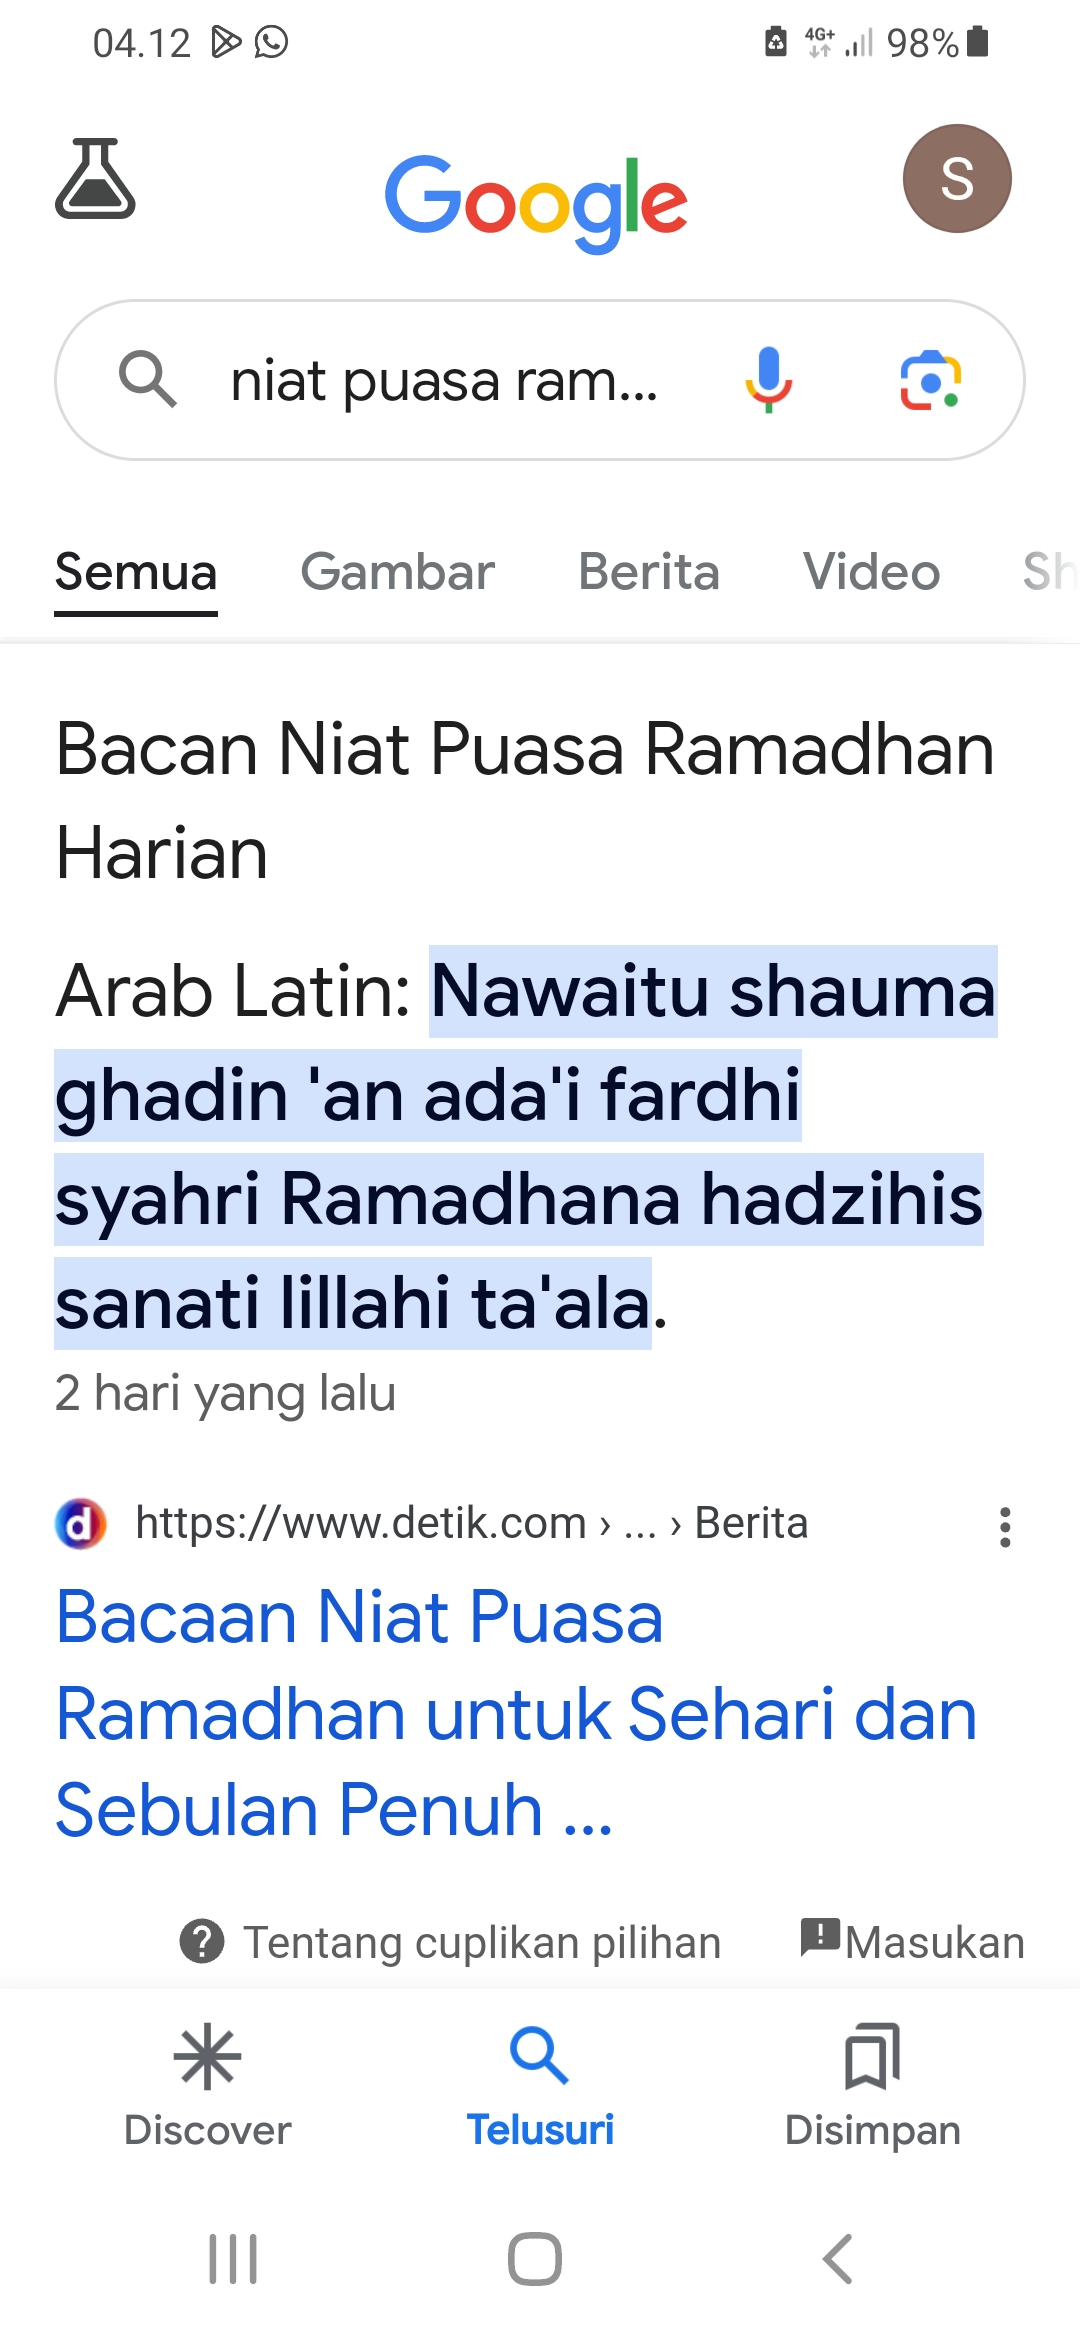 04.12
4G+
98%
Google
S
niat puasa ram...
Semua Gambar Berita Video Sh
Bacan Niat Puasa Ramadhan
Harian
Arab Latin: Nawaitu shauma
ghadin 'an ada'i fardhi
syahri Ramadhana hadzihis
sanati lillahi ta'ala.
2 hari yang lalu
d https://www.detik.com › ... › Berita
Bacaan Niat Puasa
Ramadhan untuk Sehari dan
Sebulan Penuh ...
Tentang cuplikan pilihan Masukan
Discover Telusuri Disimpan